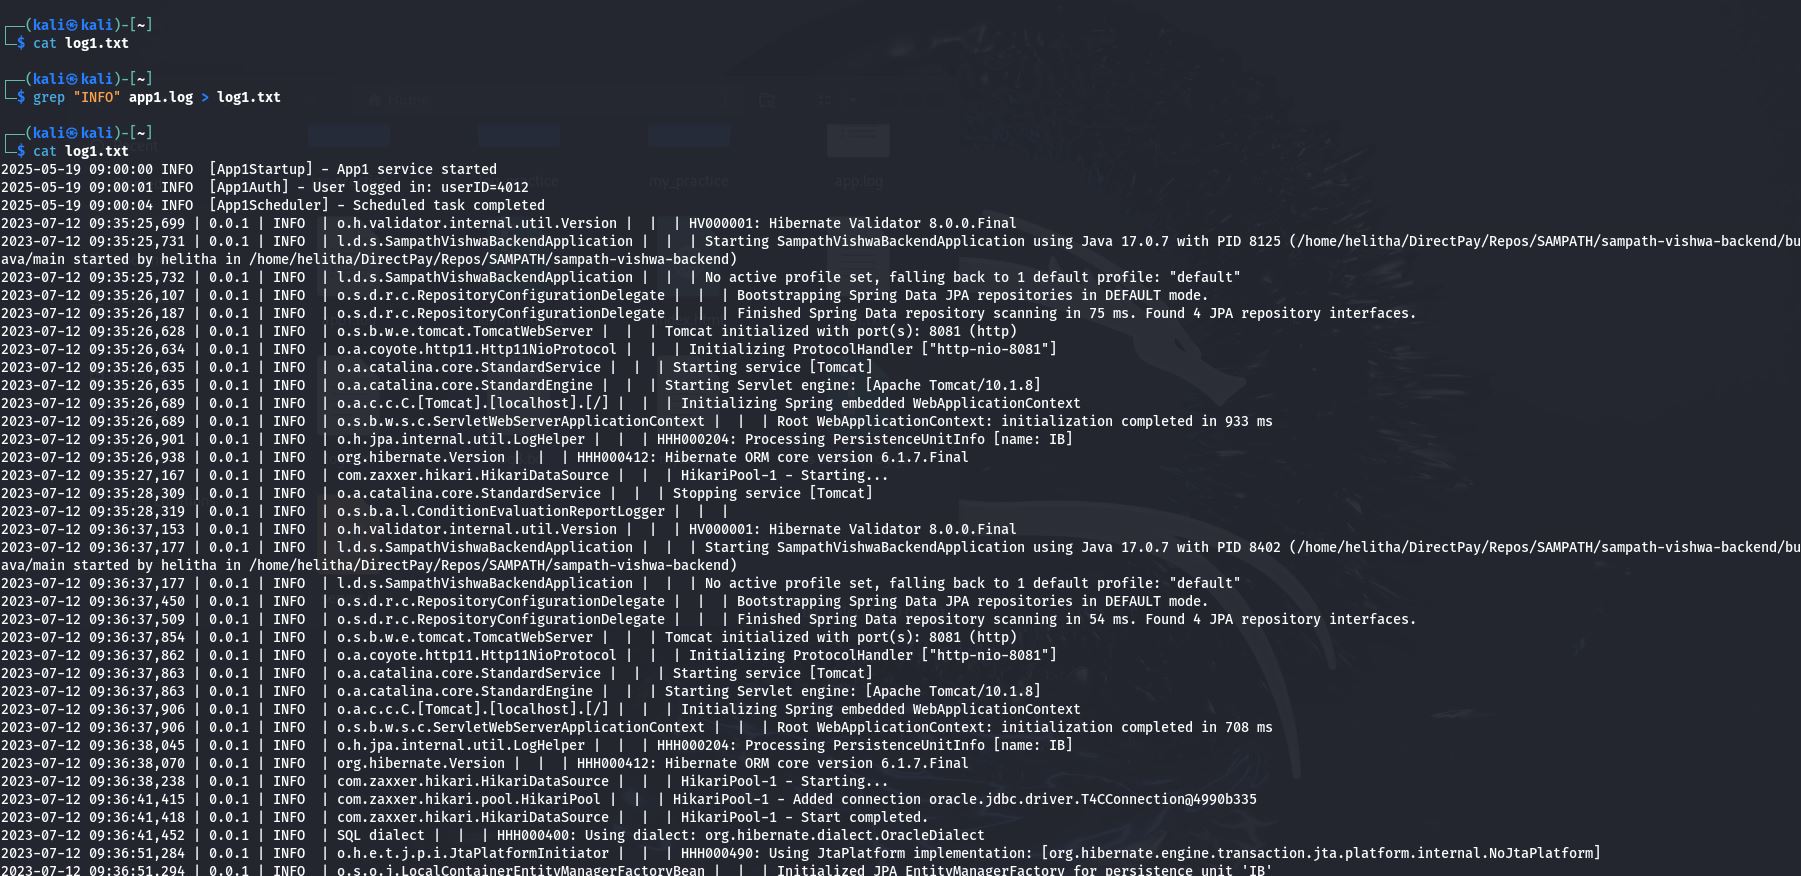 ┌──(kali㉿kali)-[~]
└─$ cat log1.txt
┌──(kali㉿kali)-[~]
└─$ grep "INFO" app1.log > log1.txt
┌──(kali㉿kali)-[~]
└─$ cat log1.txt
2025-05-19 09:00:00 INFO  [App1Startup] - App1 service started
2025-05-19 09:00:01 INFO  [App1Auth] - User logged in: userID=4012
2025-05-19 09:00:04 INFO  [App1Scheduler] - Scheduled task completed
2023-07-12 09:35:25,699 | 0.0.1 | INFO  | o.h.validator.internal.util.Version |  |  | HV000001: Hibernate Validator 8.0.0.Final
2023-07-12 09:35:25,731 | 0.0.1 | INFO  | l.d.s.SampathVishwaBackendApplication |  |  | Starting SampathVishwaBackendApplication using Java 17.0.7 with PID 8125 (/home/helitha/DirectPay/Repos/SAMPATH/sampath-vishwa-backend/bu
ava/main started by helitha in /home/helitha/DirectPay/Repos/SAMPATH/sampath-vishwa-backend)
2023-07-12 09:35:25,732 | 0.0.1 | INFO  | l.d.s.SampathVishwaBackendApplication |  |  | No active profile set, falling back to 1 default profile: "default"
2023-07-12 09:35:26,107 | 0.0.1 | INFO  | o.s.d.r.c.RepositoryConfigurationDelegate |  |  | Bootstrapping Spring Data JPA repositories in DEFAULT mode.
2023-07-12 09:35:26,187 | 0.0.1 | INFO  | o.s.d.r.c.RepositoryConfigurationDelegate |  |  | Finished Spring Data repository scanning in 75 ms. Found 4 JPA repository interfaces.
2023-07-12 09:35:26,628 | 0.0.1 | INFO  | o.s.b.w.e.tomcat.TomcatWebServer |  |  | Tomcat initialized with port(s): 8081 (http)
2023-07-12 09:35:26,634 | 0.0.1 | INFO  | o.a.coyote.http11.Http11NioProtocol |  |  | Initializing ProtocolHandler ["http-nio-8081"]
2023-07-12 09:35:26,635 | 0.0.1 | INFO  | o.a.catalina.core.StandardService |  |  | Starting service [Tomcat]
2023-07-12 09:35:26,635 | 0.0.1 | INFO  | o.a.catalina.core.StandardEngine |  |  | Starting Servlet engine: [Apache Tomcat/10.1.8]
2023-07-12 09:35:26,689 | 0.0.1 | INFO  | o.a.c.c.C.[Tomcat].[localhost].[/] |  |  | Initializing Spring embedded WebApplicationContext
2023-07-12 09:35:26,689 | 0.0.1 | INFO  | o.s.b.w.s.c.ServletWebServerApplicationContext |  |  | Root WebApplicationContext: initialization completed in 933 ms
2023-07-12 09:35:26,901 | 0.0.1 | INFO  | o.h.jpa.internal.util.LogHelper |  |  | HHH000204: Processing PersistenceUnitInfo [name: IB]
2023-07-12 09:35:26,938 | 0.0.1 | INFO  | org.hibernate.Version |  |  | HHH000412: Hibernate ORM core version 6.1.7.Final
2023-07-12 09:35:27,167 | 0.0.1 | INFO  | com.zaxxer.hikari.HikariDataSource |  |  | HikariPool-1 - Starting...
2023-07-12 09:35:28,309 | 0.0.1 | INFO  | o.a.catalina.core.StandardService |  |  | Stopping service [Tomcat]
2023-07-12 09:35:28,319 | 0.0.1 | INFO  | o.s.b.a.l.ConditionEvaluationReportLogger |  |  |
2023-07-12 09:36:37,153 | 0.0.1 | INFO  | o.h.validator.internal.util.Version |  |  | HV000001: Hibernate Validator 8.0.0.Final
2023-07-12 09:36:37,177 | 0.0.1 | INFO  | l.d.s.SampathVishwaBackendApplication |  |  | Starting SampathVishwaBackendApplication using Java 17.0.7 with PID 8402 (/home/helitha/DirectPay/Repos/SAMPATH/sampath-vishwa-backend/bu
ava/main started by helitha in /home/helitha/DirectPay/Repos/SAMPATH/sampath-vishwa-backend)
2023-07-12 09:36:37,177 | 0.0.1 | INFO  | l.d.s.SampathVishwaBackendApplication |  |  | No active profile set, falling back to 1 default profile: "default"
2023-07-12 09:36:37,450 | 0.0.1 | INFO  | o.s.d.r.c.RepositoryConfigurationDelegate |  |  | Bootstrapping Spring Data JPA repositories in DEFAULT mode.
2023-07-12 09:36:37,509 | 0.0.1 | INFO  | o.s.d.r.c.RepositoryConfigurationDelegate |  |  | Finished Spring Data repository scanning in 54 ms. Found 4 JPA repository interfaces.
2023-07-12 09:36:37,854 | 0.0.1 | INFO  | o.s.b.w.e.tomcat.TomcatWebServer |  |  | Tomcat initialized with port(s): 8081 (http)
2023-07-12 09:36:37,862 | 0.0.1 | INFO  | o.a.coyote.http11.Http11NioProtocol |  |  | Initializing ProtocolHandler ["http-nio-8081"]
2023-07-12 09:36:37,863 | 0.0.1 | INFO  | o.a.catalina.core.StandardService |  |  | Starting service [Tomcat]
2023-07-12 09:36:37,863 | 0.0.1 | INFO  | o.a.catalina.core.StandardEngine |  |  | Starting Servlet engine: [Apache Tomcat/10.1.8]
2023-07-12 09:36:37,906 | 0.0.1 | INFO  | o.a.c.c.C.[Tomcat].[localhost].[/] |  |  | Initializing Spring embedded WebApplicationContext
2023-07-12 09:36:37,906 | 0.0.1 | INFO  | o.s.b.w.s.c.ServletWebServerApplicationContext |  |  | Root WebApplicationContext: initialization completed in 708 ms
2023-07-12 09:36:38,045 | 0.0.1 | INFO  | o.h.jpa.internal.util.LogHelper |  |  | HHH000204: Processing PersistenceUnitInfo [name: IB]
2023-07-12 09:36:38,070 | 0.0.1 | INFO  | org.hibernate.Version |  |  | HHH000412: Hibernate ORM core version 6.1.7.Final
2023-07-12 09:36:38,238 | 0.0.1 | INFO  | com.zaxxer.hikari.HikariDataSource |  |  | HikariPool-1 - Starting...
2023-07-12 09:36:41,415 | 0.0.1 | INFO  | com.zaxxer.hikari.pool.HikariPool |  |  | HikariPool-1 - Added connection oracle.jdbc.driver.T4CConnection@4990b335
2023-07-12 09:36:41,418 | 0.0.1 | INFO  | com.zaxxer.hikari.HikariDataSource |  |  | HikariPool-1 - Start completed.
2023-07-12 09:36:41,452 | 0.0.1 | INFO  | SQL dialect |  |  | HHH000400: Using dialect: org.hibernate.dialect.OracleDialect
2023-07-12 09:36:51,284 | 0.0.1 | INFO  | o.h.e.t.j.p.i.JtaPlatformInitiator |  |  | HHH000490: Using JtaPlatform implementation: [org.hibernate.engine.transaction.jta.platform.internal.NoJtaPlatform]
2023-07-12 09:36:51,294 | 0.0.1 | INFO  | o.s.o.j.LocalContainerEntityManagerFactoryBean |  |  | Initialized JPA EntityManagerFactory for persistence unit 'IB'
Home
my_practice
app.log